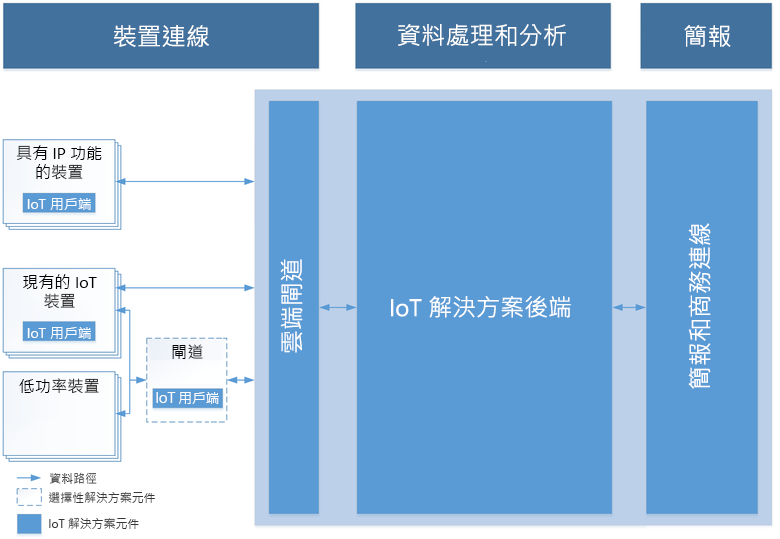 裝置連線
資料處理和分析
簡報
具有 IP 功能
的裝置
IoT 用戶端
現有的 IoT
裝置
IoT 用戶端
低功率裝置
閘道
IoT 用戶端
雲端閘道
IoT 解決方案後端
簡報和商務連線
資料路徑
選擇性解決方案元件
IoT 解決方案元件